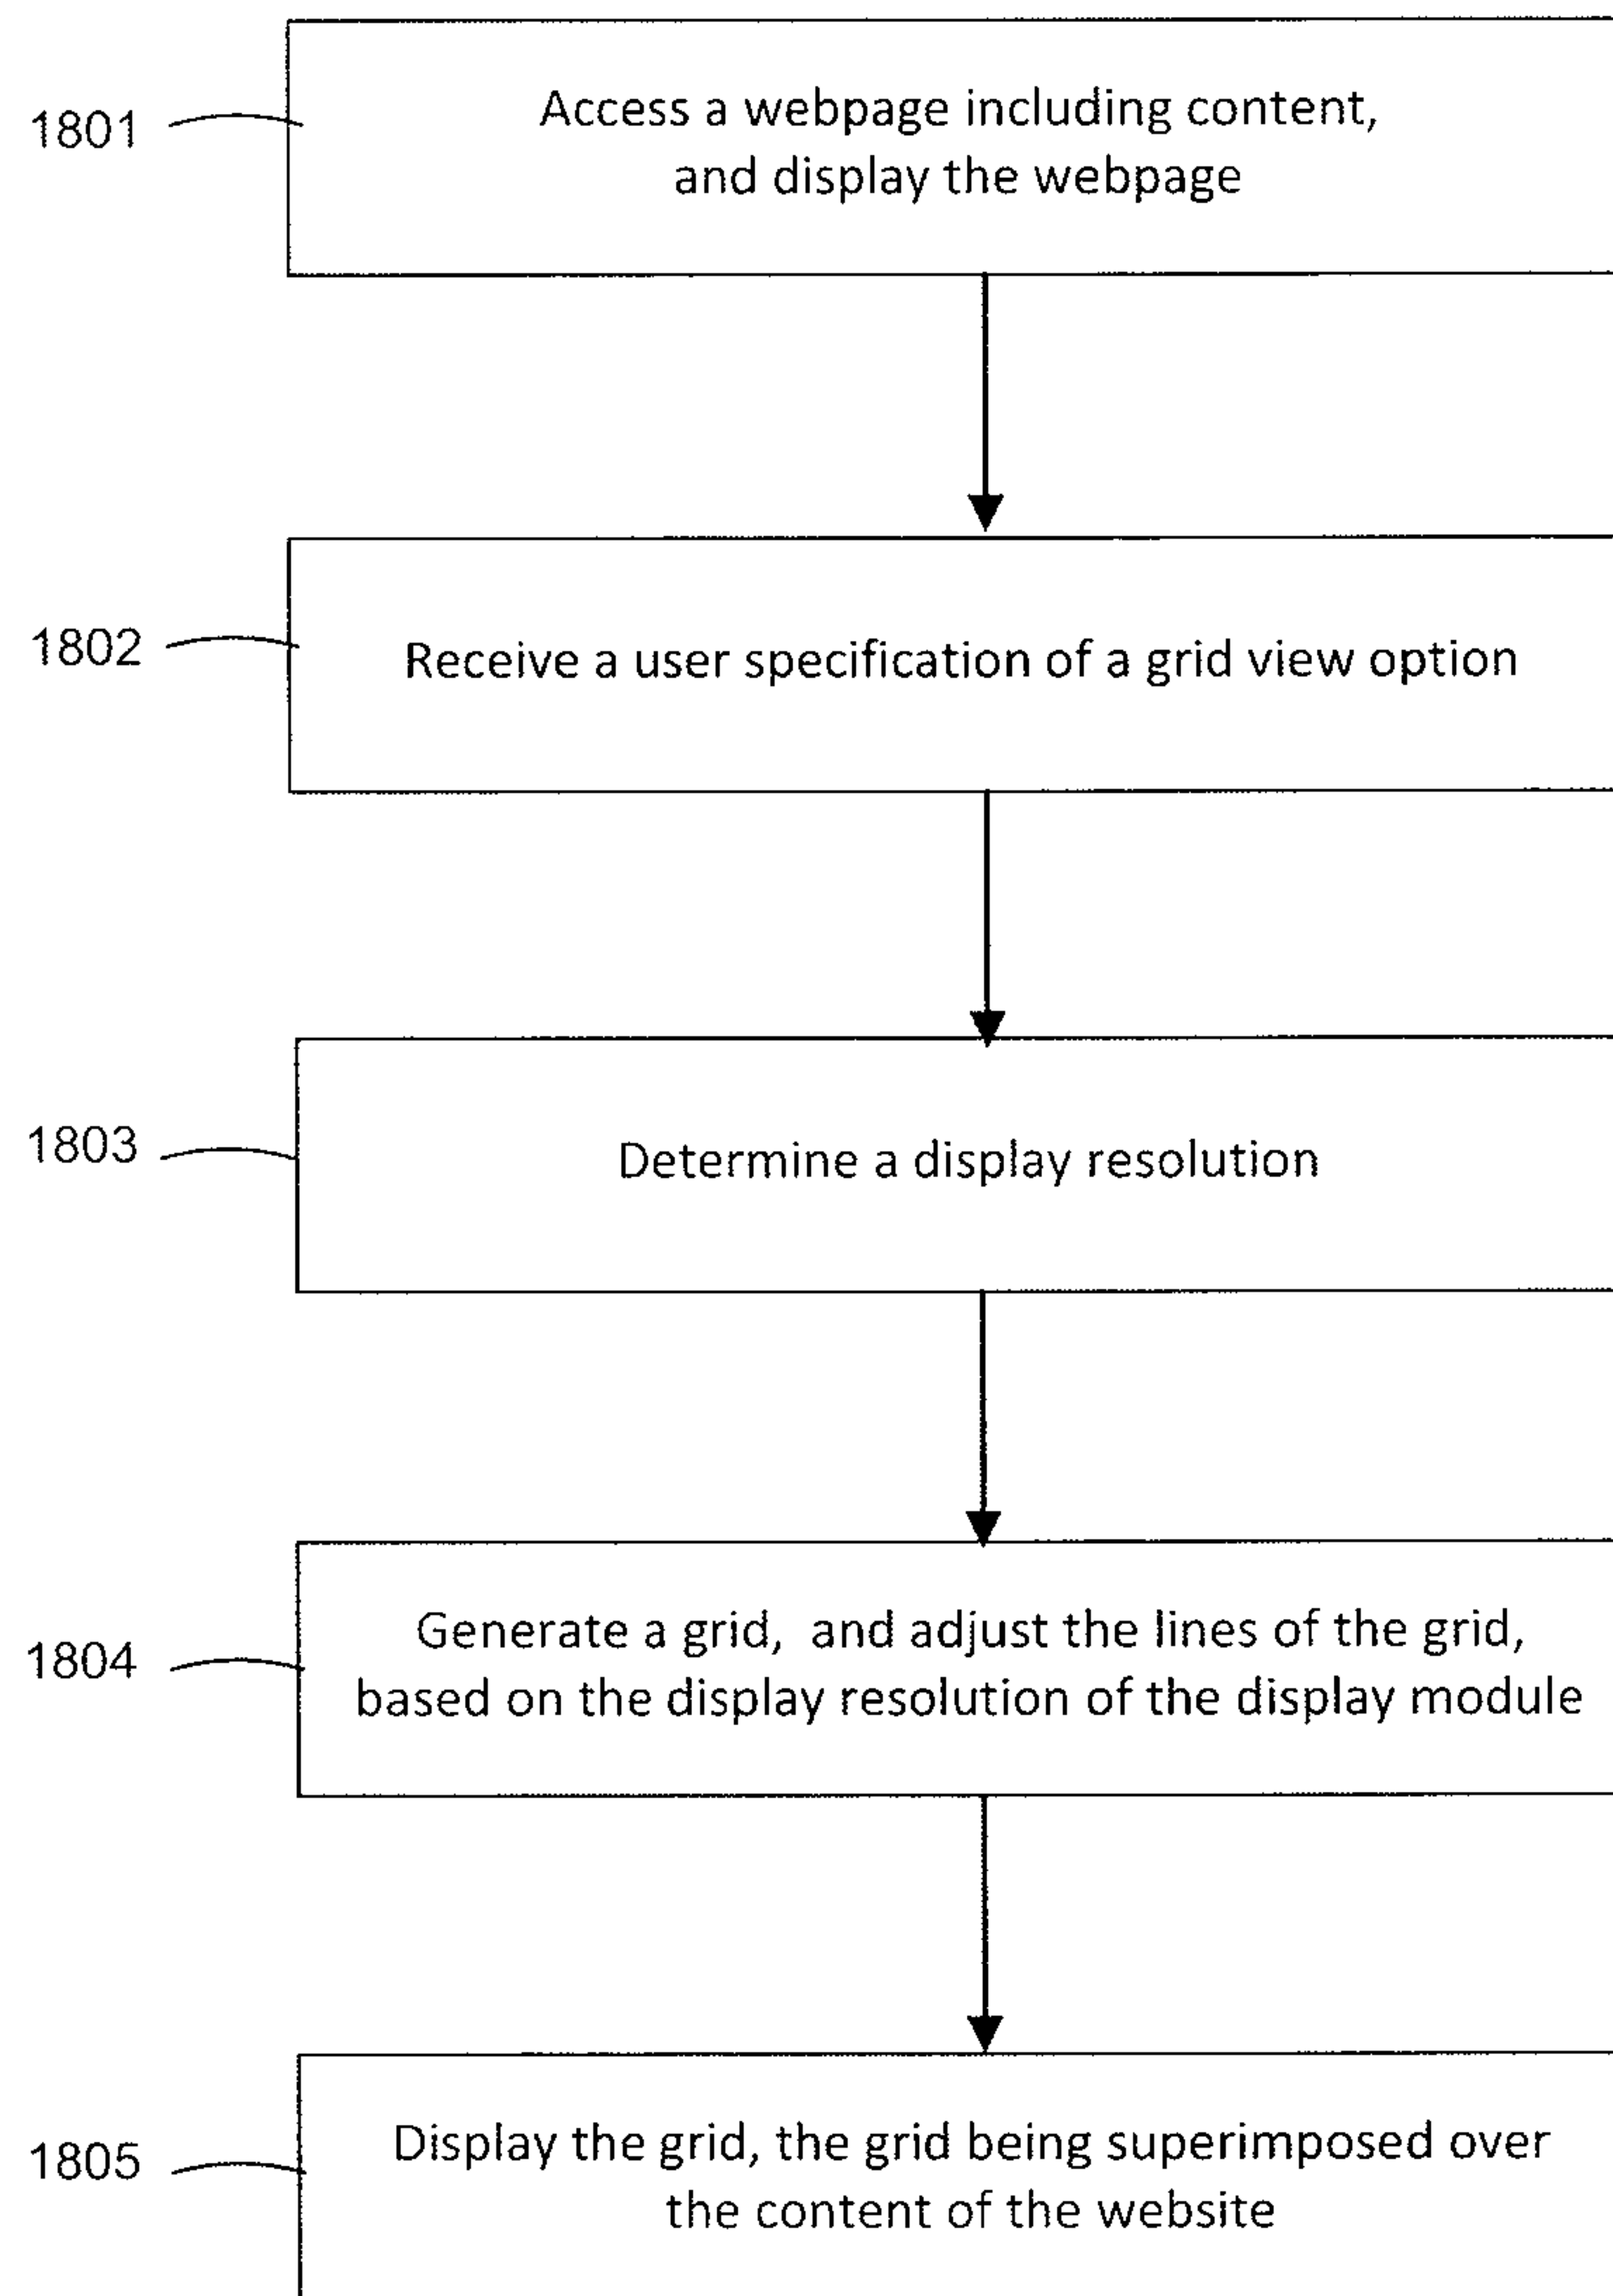 1801
Access a webpage including content,
and display the webpage
1802
Receive a user specification of a grid view option
1803
Determine a display resolution
1804
Generate a grid, and adjust the lines of the grid,
based on the display resolution of the display module
1805
Display the grid, the grid being superimposed over
the content of the website